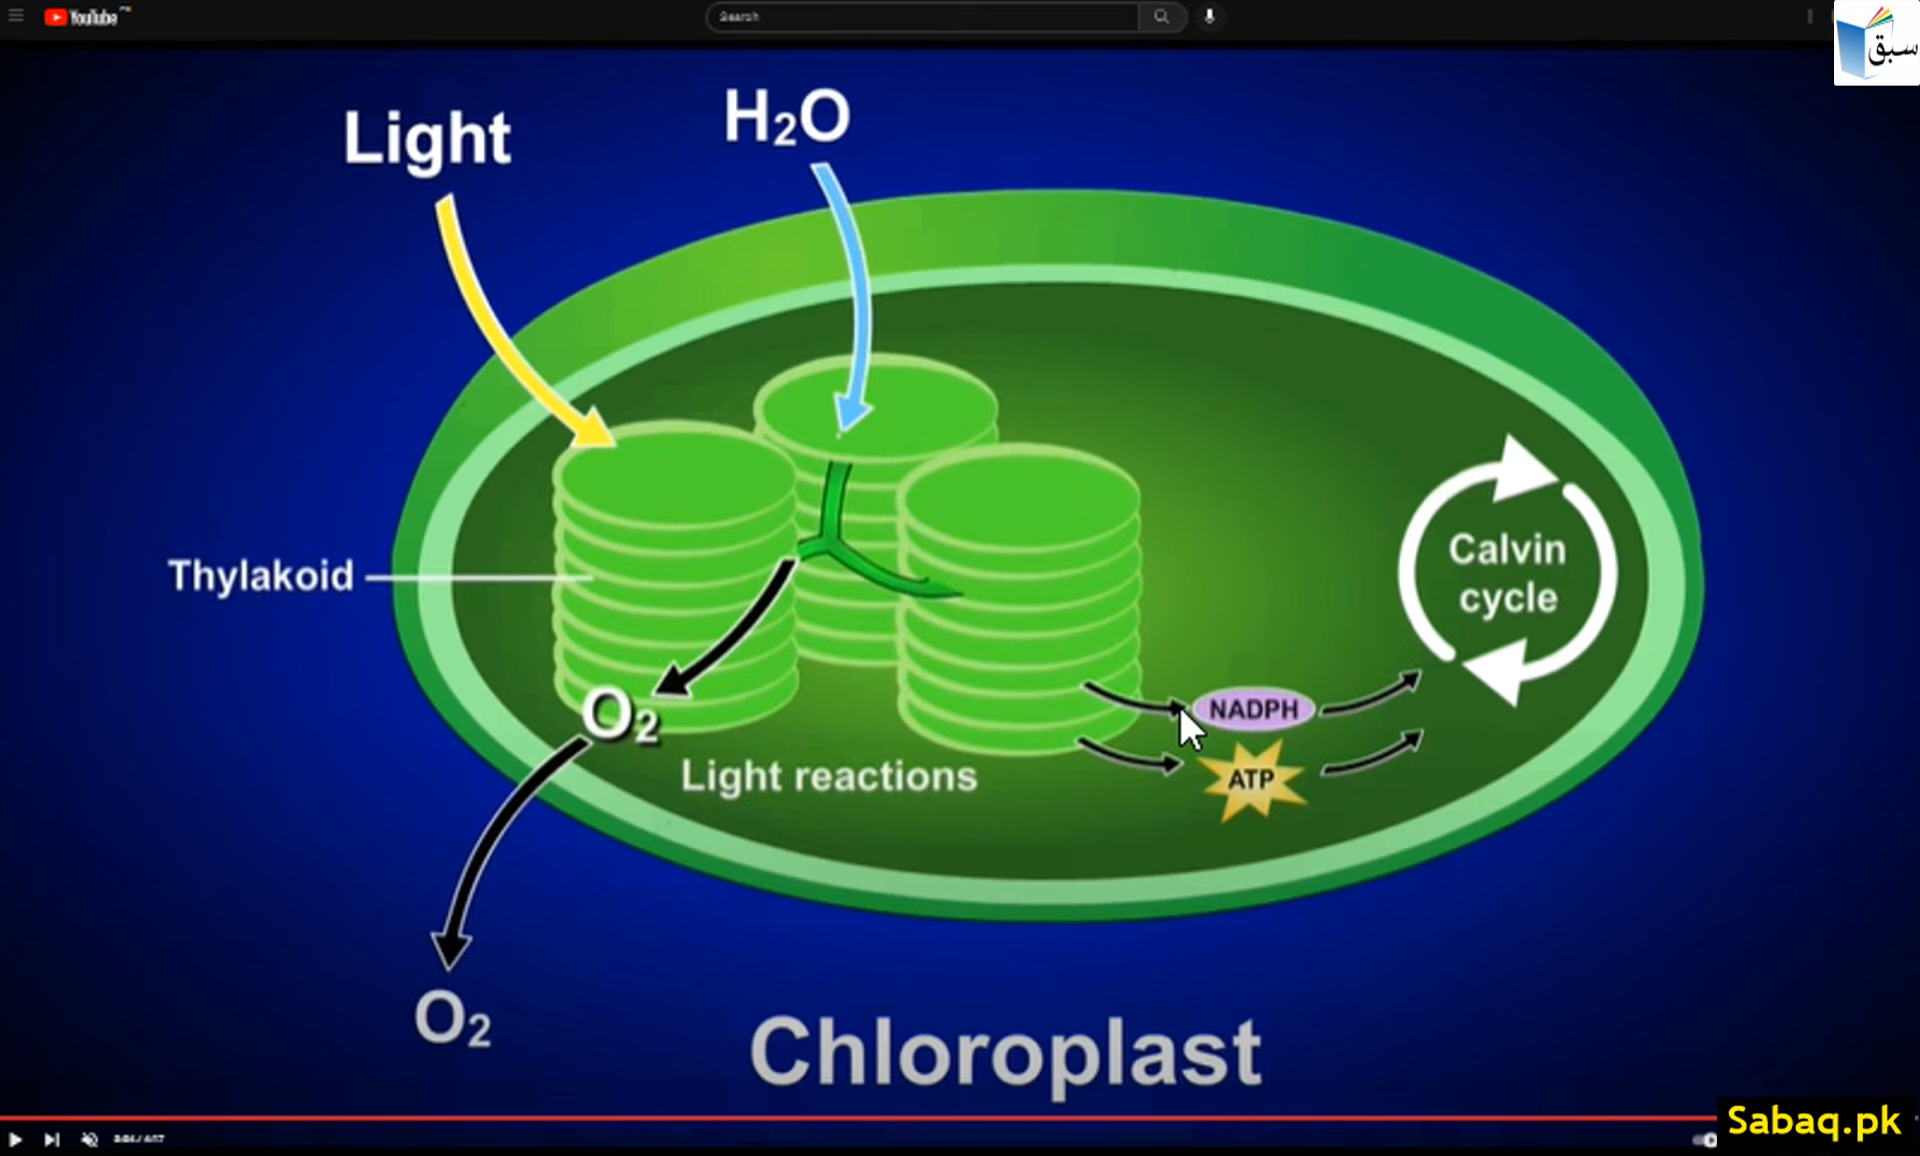 YouTube
Search
سبق
Light
H2O
Thylakoid
Calvin
cycle
O2
NADPH
Light reactions
ATP
O2
Chloroplast
Sabaq.pk